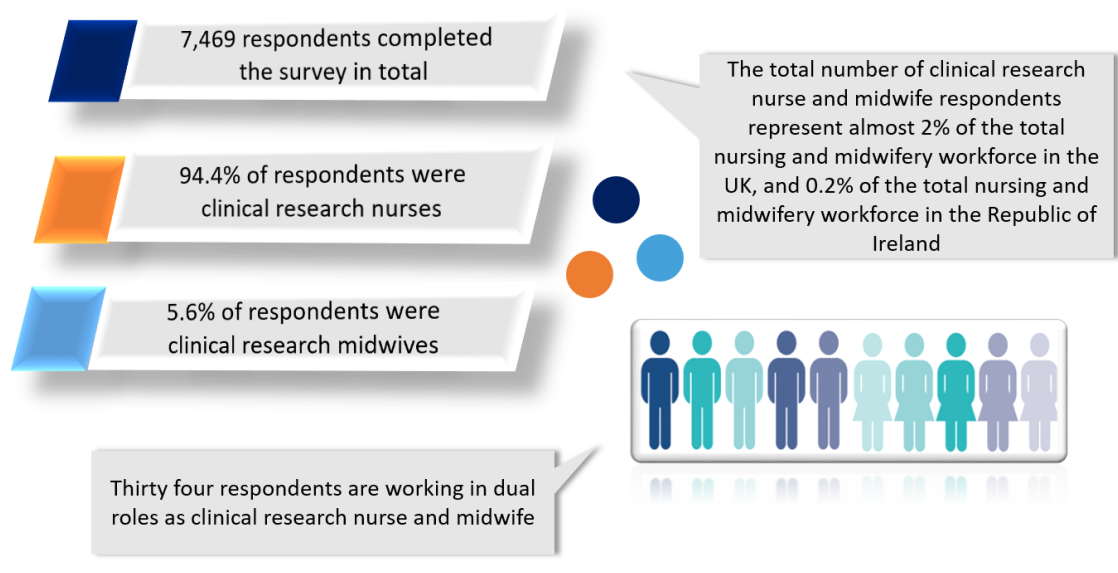 7,469 respondents completed
the survey in total
94.4% of respondents were
clinical research nurses
5.6% of respondents were
clinical research midwives
The total number of clinical research
nurse and midwife respondents
represent almost 2% of the total
nursing and midwifery workforce in the
UK, and 0.2% of the total nursing and
midwifery workforce in the Republic of
Ireland
Thirty four respondents are working in dual
roles as clinical research nurse and midwife